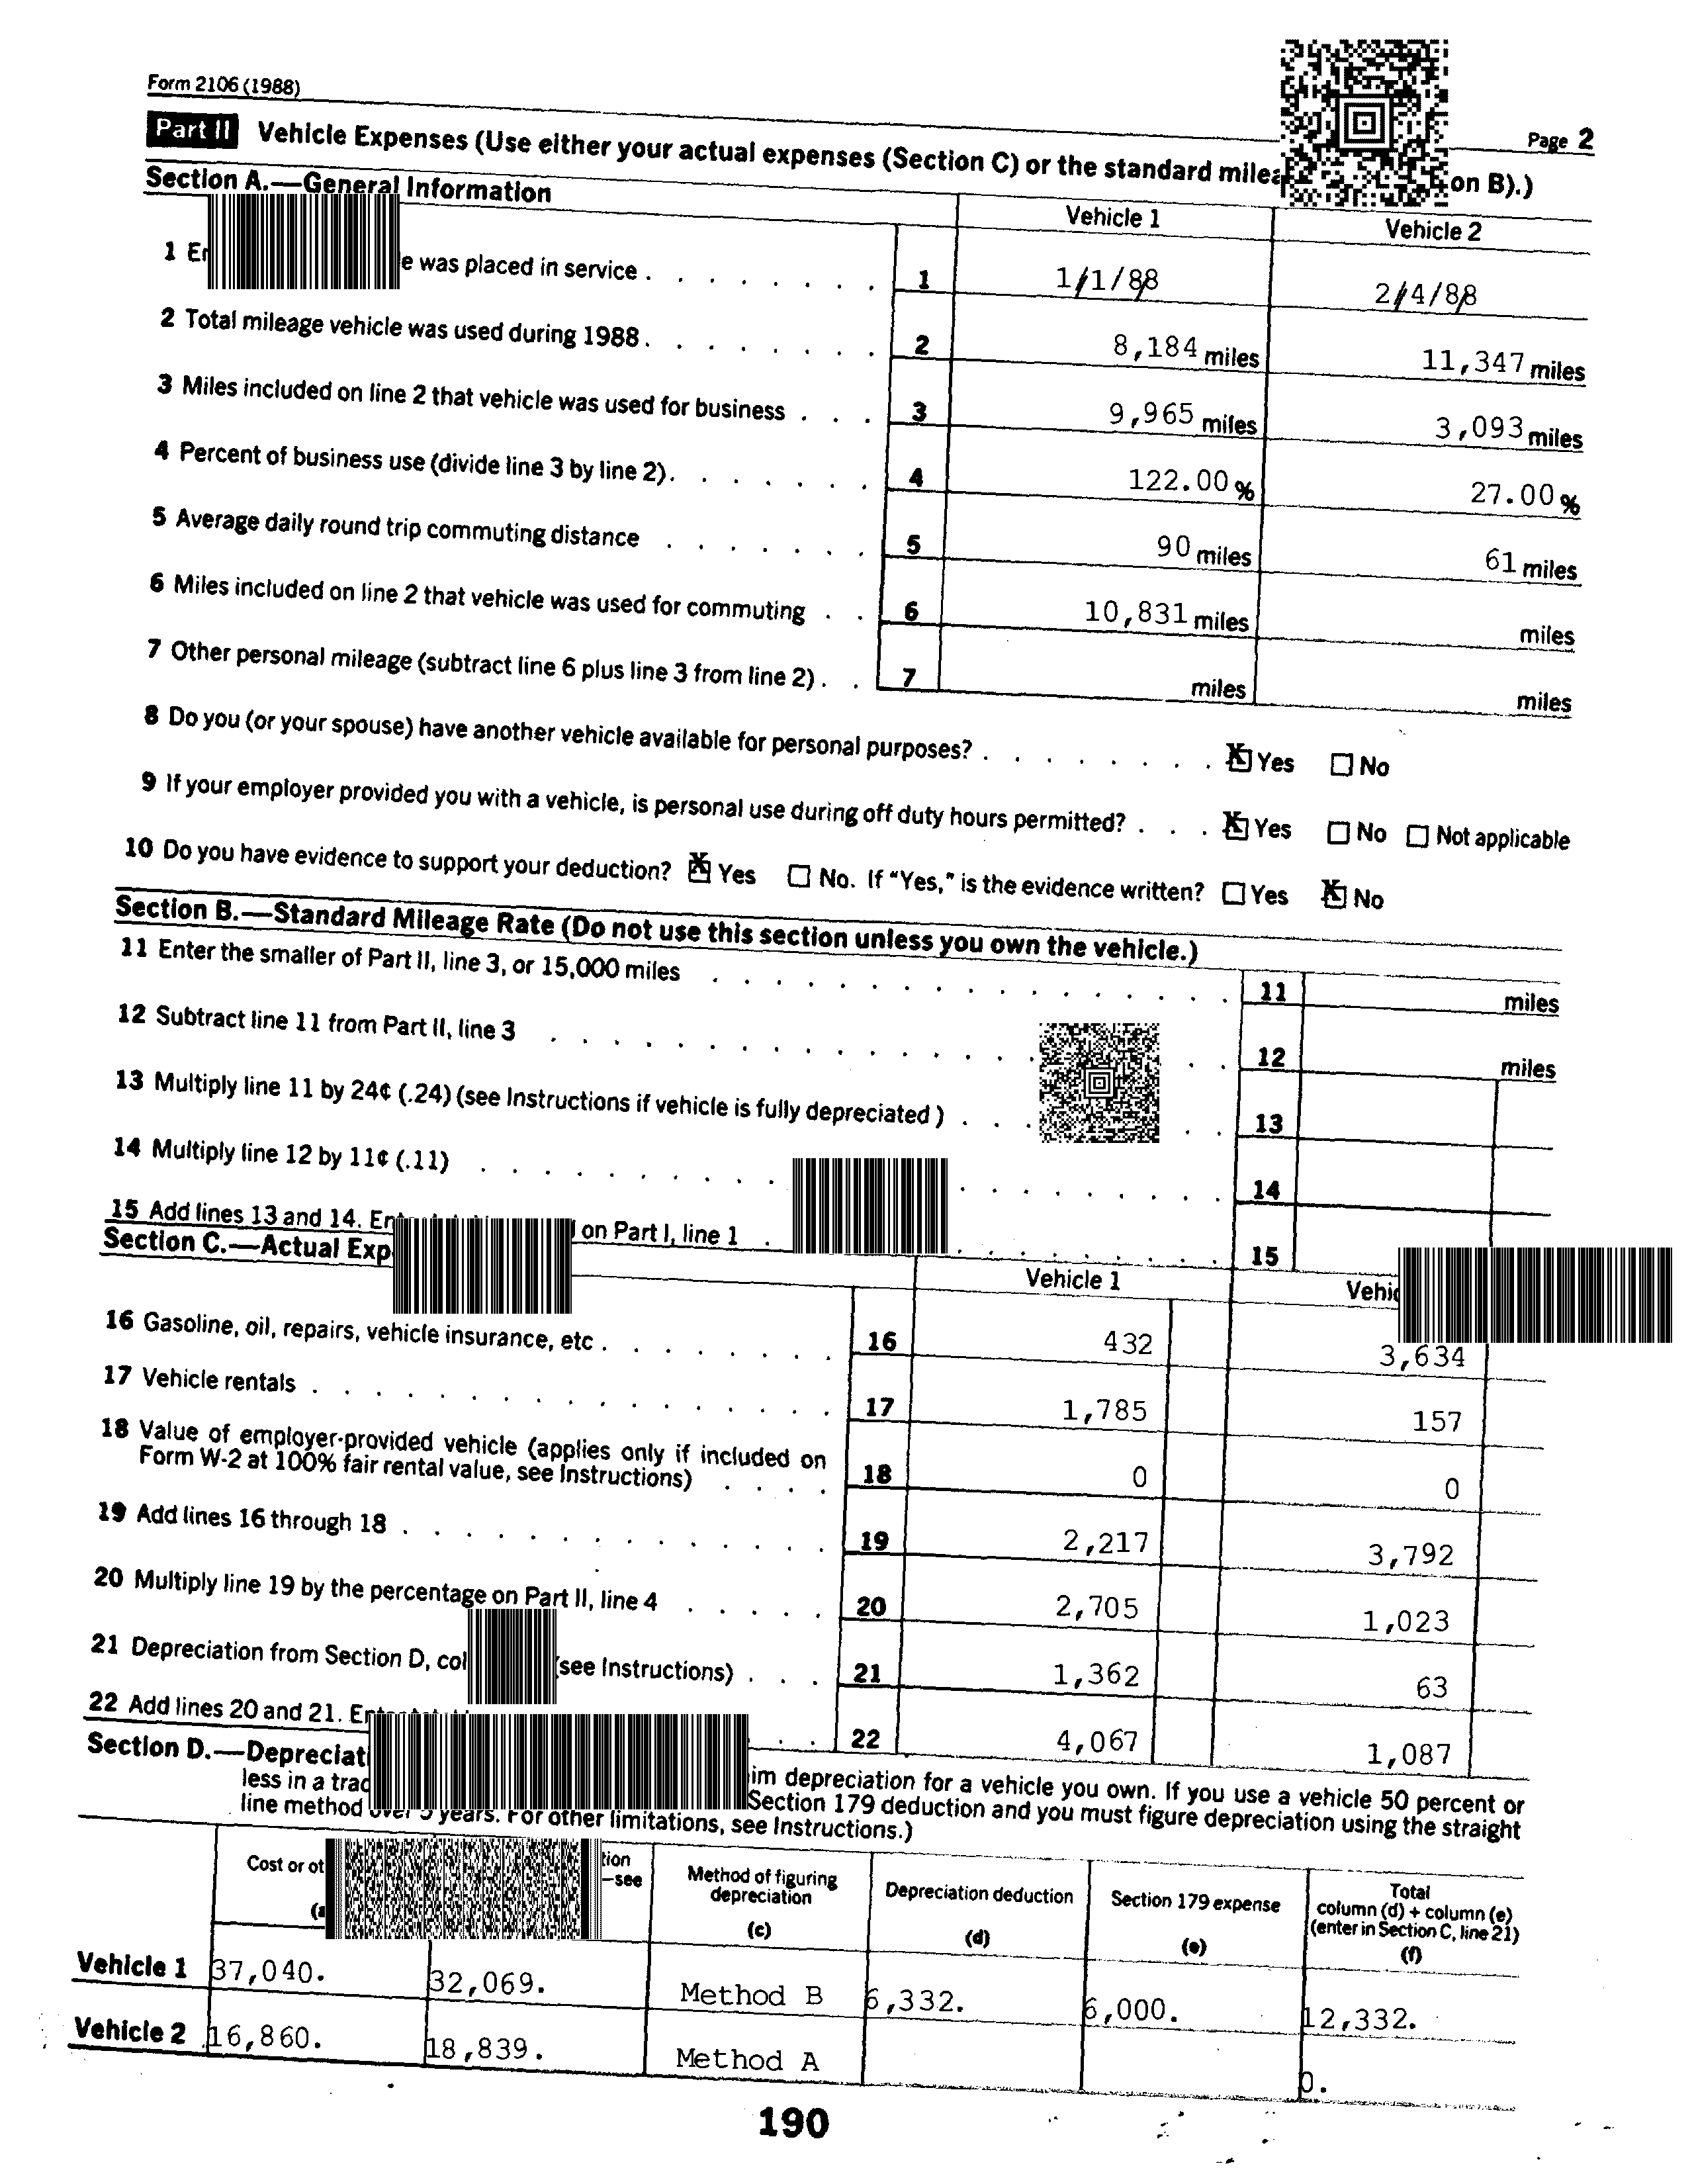 Form 2106 (1988)
Page 2
Part II Vehicle Expenses (Use either your actual expenses (Section C) or the standard on B).)
Section A.—General Information
Vehicle 1 Vehicle 2
1 was placed in service . . . . . . . . 1 1/1/88 2/4/88
2 Total mileage vehicle was used during 1988 . . . . . . . . 2 8,184 miles 11,347 miles
3 Miles included on line 2 that vehicle was used for business . . . 3 9,965 miles 3,093 miles
4 Percent of business use (divide line 3 by line 2) . . . . . . . 4 122.00 % 27.00 %
5 Average daily round trip commuting distance . . . . . . . 5 90 miles 61 miles
6 Miles included on line 2 that vehicle was used for commuting . . 6 10,831 miles miles
7 Other personal mileage (subtract line 6 plus line 3 from line 2) . . 7 miles miles
8 Do you (or your spouse) have another vehicle available for personal purposes? . . . . . . . . X Yes No
9 If your employer provided you with a vehicle, is personal use during off duty hours permitted? . . . . X Yes No Not applicable
10 Do you have evidence to support your deduction? X Yes No. If "Yes," is the evidence written? Yes X No
Section B.—Standard Mileage Rate (Do not use this section unless you own the vehicle.)
11 Enter the smaller of Part II, line 3, or 15,000 miles . . . . . . . . . . . . . . . . . 11 miles
12 Subtract line 11 from Part II, line 3 . . . . . . . . . . . . . . . . 12 miles
13 Multiply line 11 by 24¢ (.24) (see Instructions if vehicle is fully depreciated ) . . . . . 13
14 Multiply line 12 by 11¢ (.11) . . . . . . . . . . . . . . . . . 14
15 Add lines 13 and 14. on Part I, line 1 . . . . . . . . . 15
Section C.—Actual
Vehicle 1
16 Gasoline, oil, repairs, vehicle insurance, etc . . . . . . . . 16 432 3,634
17 Vehicle rentals . . . . . . . . . . . . . . . . . 17 1,785 157
18 Value of employer-provided vehicle (applies only if included on
Form W-2 at 100% fair rental value, see Instructions) . . . . 18 0 0
19 Add lines 16 through 18 . . . . . . . . . . . . . . 19 2,217 3,792
20 Multiply line 19 by the percentage on Part II, line 4 . . . . . 20 2,705 1,023
21 Depreciation from Section D, (see Instructions) . . . . 21 1,362 63
22 Add lines 20 and 21. . . 22 4,067 1,087
Section D.— depreciation for a vehicle you own. If you use a vehicle 50 percent or
less in a Section 179 deduction and you must figure depreciation using the straight
line method over 5 years. For other limitations, see Instructions.)
Cost or —see Method of figuring depreciation (c) Depreciation deduction (d) Section 179 expense (e) Total column (d) + column (e) (enter in Section C, line 21) (f)
Vehicle 1 37,040. 32,069. Method B 6,332. 6,000. 12,332.
Vehicle 2 16,860. 18,839. Method A 0.
190